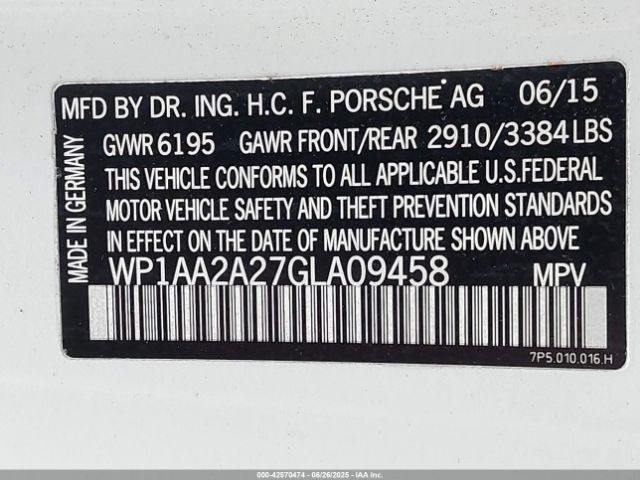 MFD BY DR. ING. H.C. F. PORSCHE AG 06/15
GVWR 6195 GAWR FRONT/REAR 2910/3384 LBS
THIS VEHICLE CONFORMS TO ALL APPLICABLE U.S.FEDERAL
MOTOR VEHICLE SAFETY AND THEFT PREVENTION STANDARDS
IN EFFECT ON THE DATE OF MANUFACTURE SHOWN ABOVE
WP1AA2A27GLA09458 MPV
MADE IN GERMANY
7P5.010.016.H
000-42570474 - 06/26/2025 - IAA Inc.